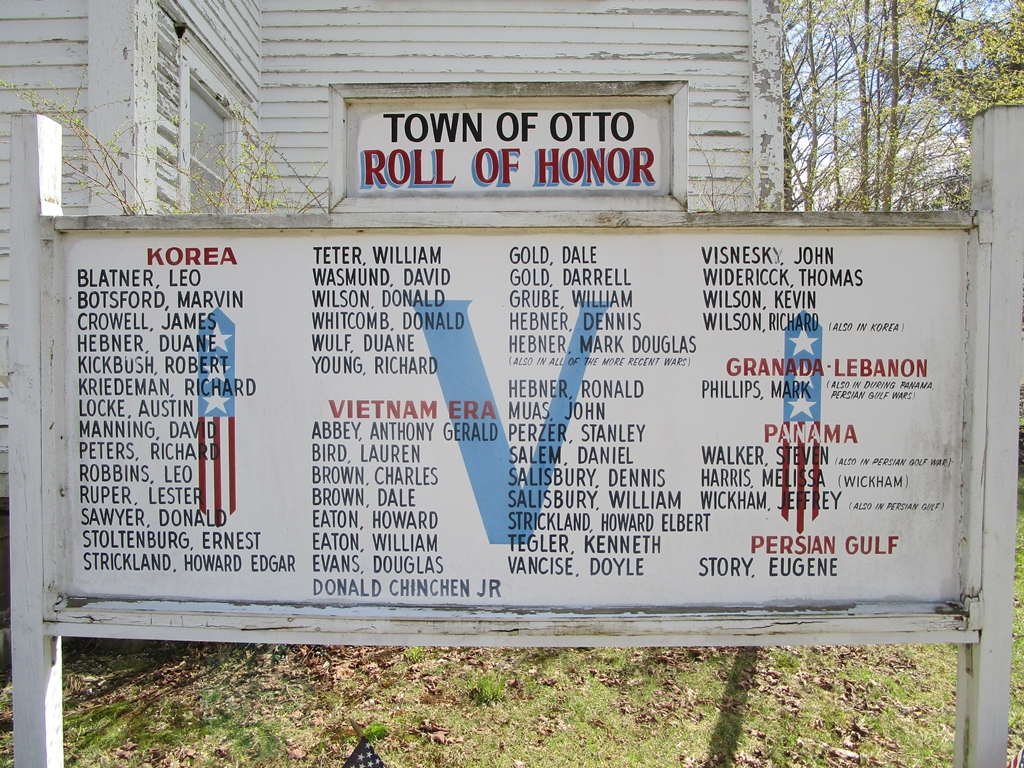 TOWN OF OTTO
ROLL OF HONOR
KOREA
BLATNER, LEO
BOTSFORD, MARVIN
CROWELL, JAMES
HEBNER, DUANE
KICKBUSH, ROBERT
KRIEDEMAN, RICHARD
LOCKE, AUSTIN
MANNING, DAVID
PETERS, RICHARD
ROBBINS, LEO
RUPER, LESTER
SAWYER, DONALD
STOLTENBURG, ERNEST
STRICKLAND, HOWARD EDGAR
TETER, WILLIAM
WASMUND, DAVID
WILSON, DONALD
WHITCOMB, DONALD
WULF, DUANE
YOUNG, RICHARD
VIETNAM ERA
ABBEY, ANTHONY GERALD
BIRD, LAUREN
BROWN, CHARLES
BROWN, DALE
EATON, HOWARD
EATON, WILLIAM
EVANS, DOUGLAS
DONALD CHINCHEN JR
GOLD, DALE
GOLD, DARRELL
GRUBE, WILLIAM
HEBNER, DENNIS
HEBNER, MARK DOUGLAS
(ALSO IN ALL OF THE MORE RECENT WARS)
HEBNER, RONALD
MUAS, JOHN
PERZER, STANLEY
SALEM, DANIEL
SALISBURY, DENNIS
SALISBURY, WILLIAM
STRICKLAND, HOWARD ELBERT
TEGLER, KENNETH
VANCISE, DOYLE
VISNESKY, JOHN
WIDERICCK, THOMAS
WILSON, KEVIN
WILSON, RICHARD (ALSO IN KOREA)
GRANADA-LEBANON
PHILLIPS, MARK (ALSO IN DURING PANAMA,
PERSIAN GULF WARS)
PANAMA
WALKER, STEVEN (ALSO IN PERSIAN GOLF WAR)
HARRIS, MELISSA (WICKHAM)
WICKHAM, JEFFREY (ALSO IN PERSIAN GULF)
PERSIAN GULF
STORY, EUGENE